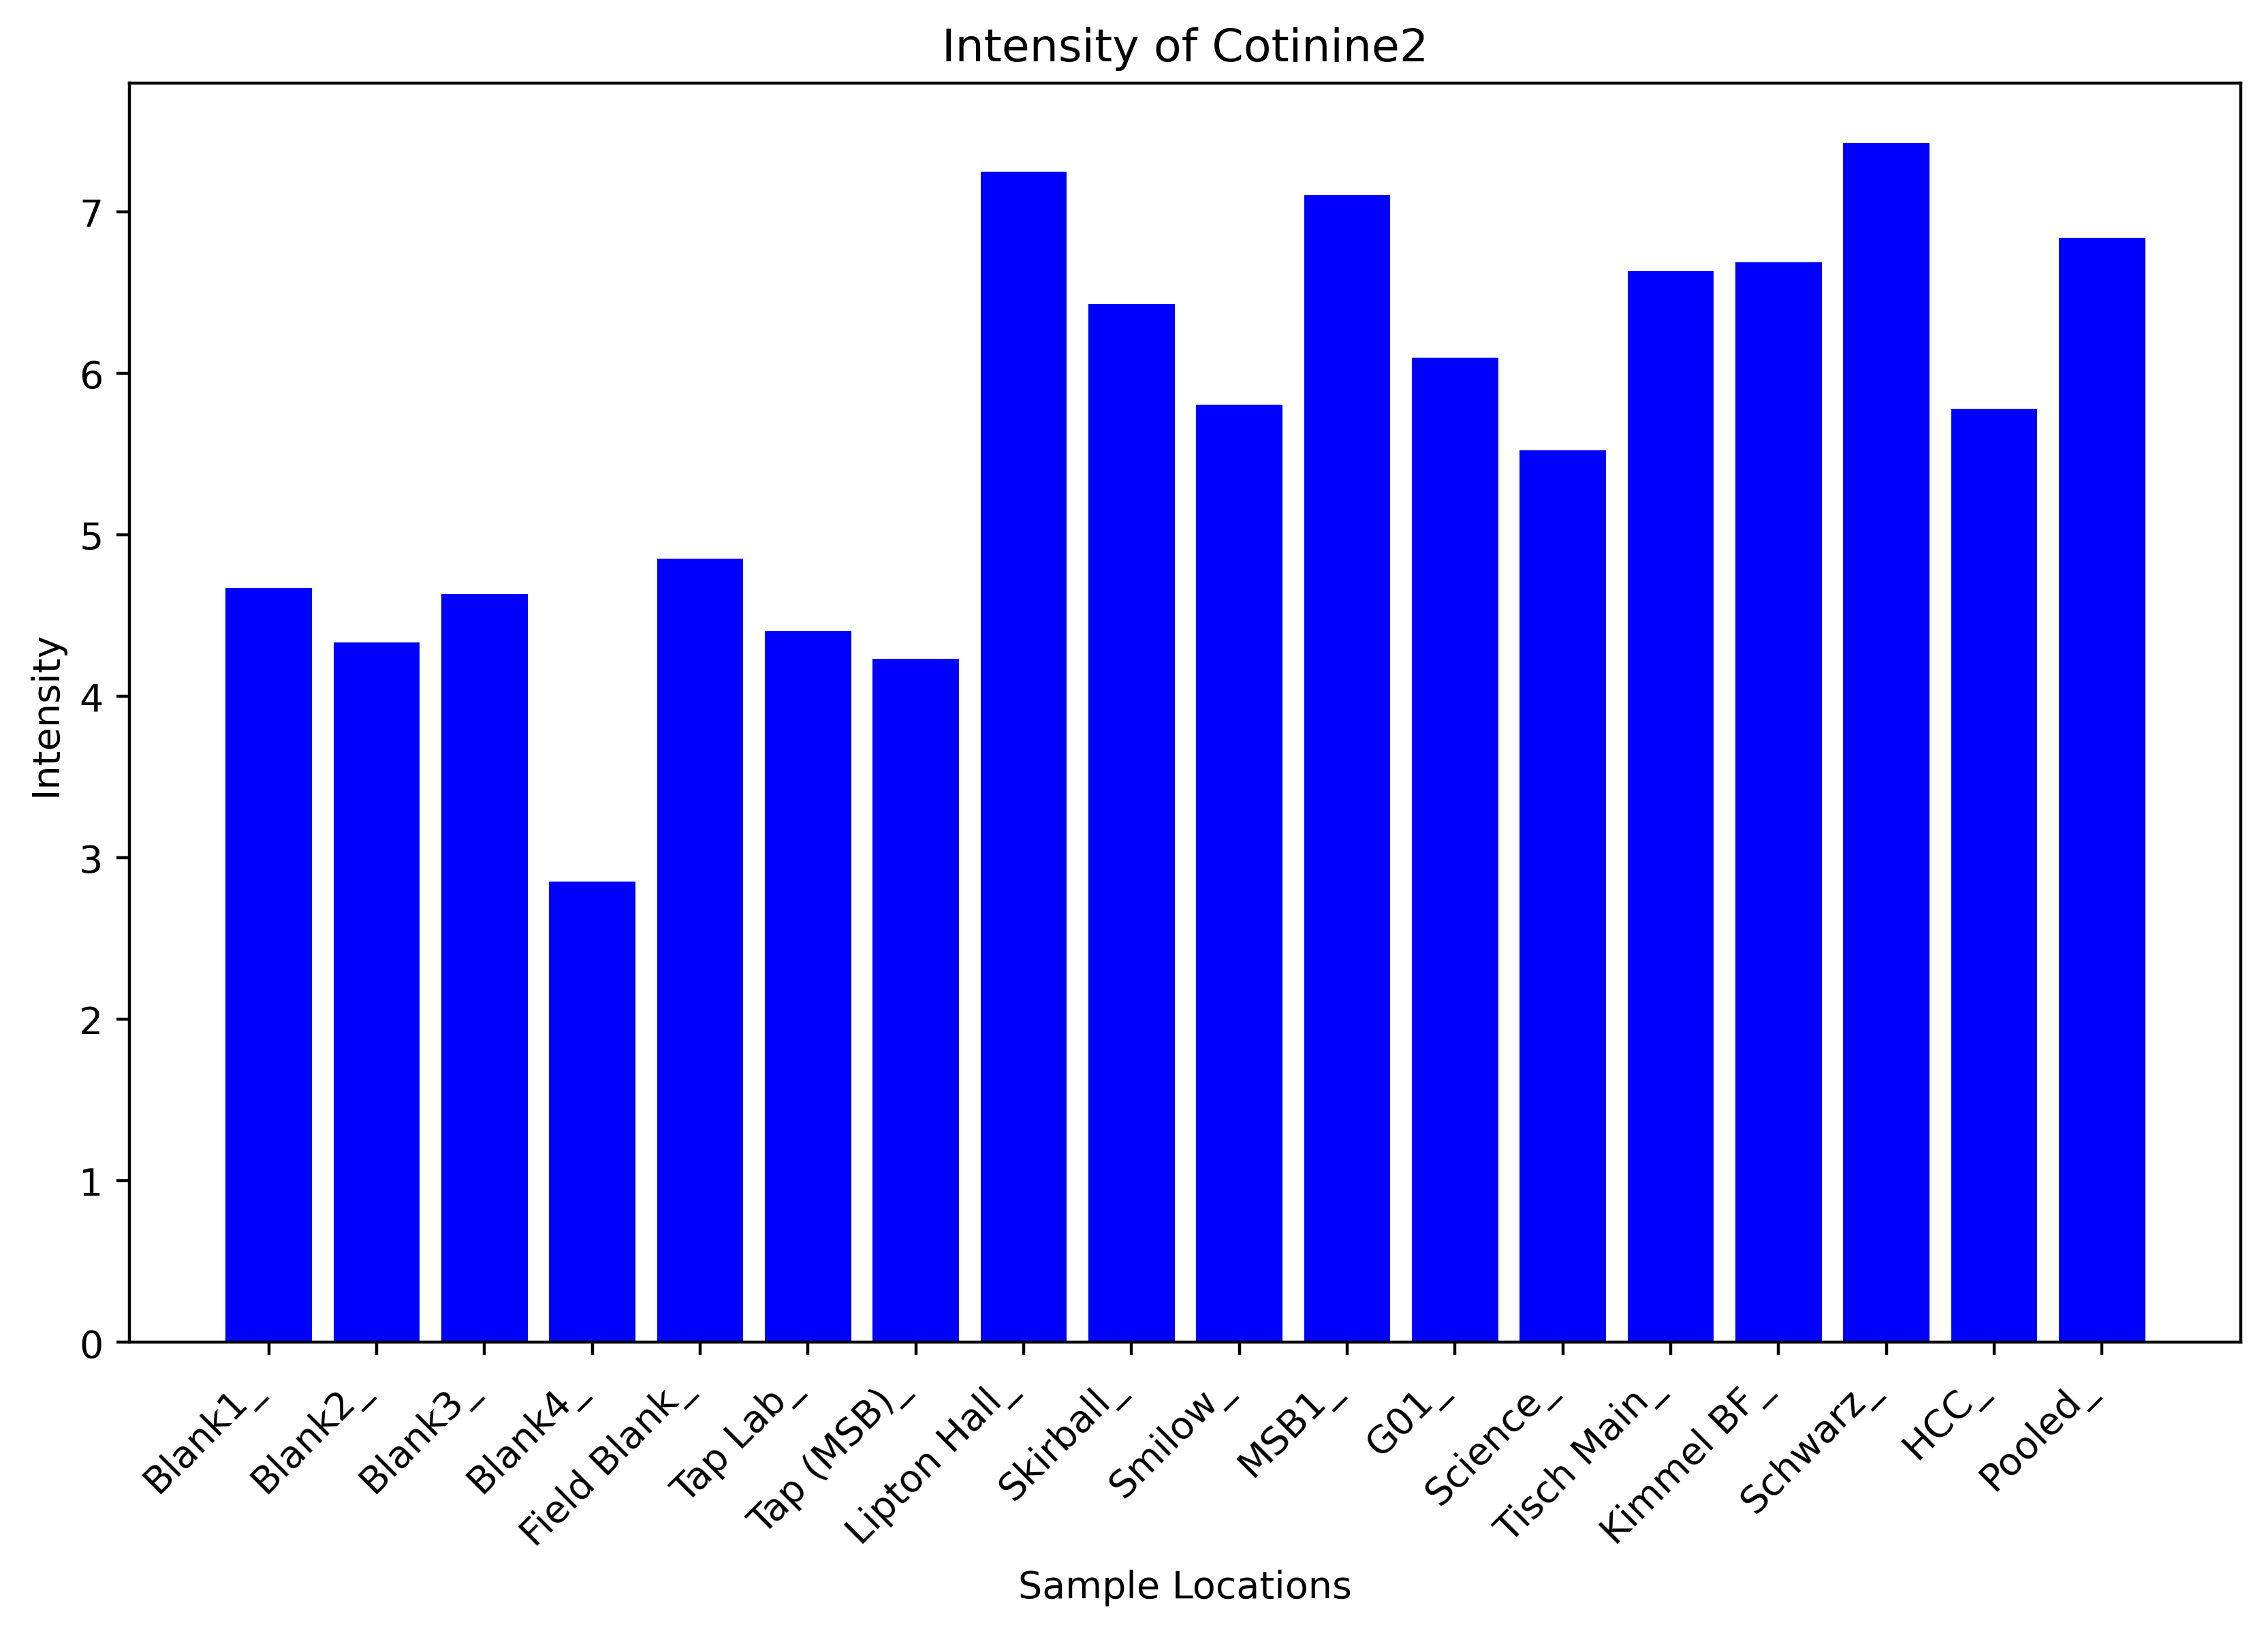 Intensity of Cotinine2
Intensity
7
6
5
4
3
2
1
0
Blank1_
Blank2_
Blank3_
Blank4_
Field Blank_
Tap Lab_
Tap (MSB)_
Lipton Hall_
Skirball_
Smilow_
MSB1_
G01_
Science_
Tisch Main_
Kimmel BF_
Schwarz_
HCC_
Pooled_
Sample Locations